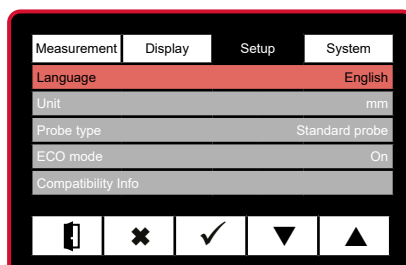 Measurement Display Setup System
Language English
Unit mm
Probe type Standard probe
ECO mode On
Compatibility Info